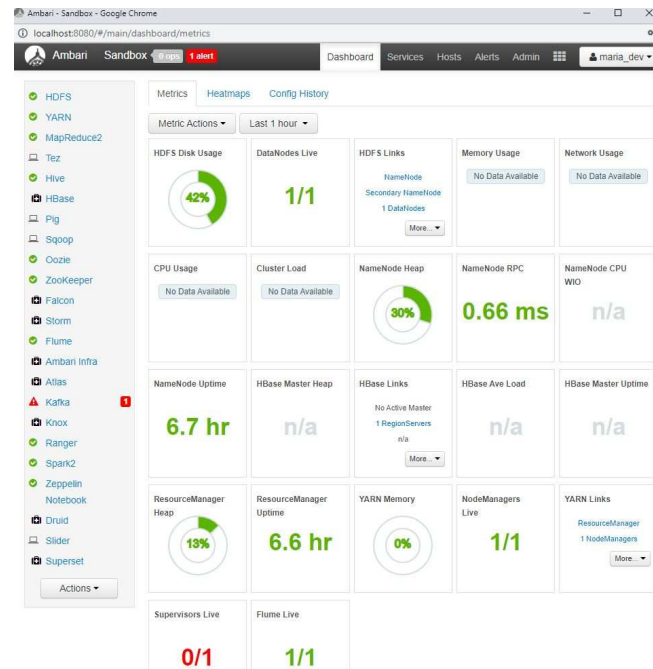 Ambari - Sandbox - Google Chrome
localhost:8080/#/main/dashboard/metrics
Ambari Sandbox 0 ops 1 alert Dashboard Services Hosts Alerts Admin maria_dev
HDFS
YARN
MapReduce2
Tez
Hive
HBase
Pig
Sqoop
Oozie
ZooKeeper
Falcon
Storm
Flume
Ambari Infra
Atlas
Kafka 1
Knox
Ranger
Spark2
Zeppelin
Notebook
Druid
Slider
Superset
Actions
Metrics Heatmaps Config History
Metric Actions Last 1 hour
HDFS Disk Usage
42%
DataNodes Live
1/1
HDFS Links
NameNode
Secondary NameNode
1 DataNodes
More...
Memory Usage
No Data Available
Network Usage
No Data Available
CPU Usage
No Data Available
Cluster Load
No Data Available
NameNode Heap
30%
NameNode RPC
0.66 ms
NameNode CPU
WIO
n/a
NameNode Uptime
6.7 hr
HBase Master Heap
n/a
HBase Links
No Active Master
1 RegionServers
n/a
More...
HBase Ave Load
n/a
HBase Master Uptime
n/a
ResourceManager
Heap
13%
ResourceManager
Uptime
6.6 hr
YARN Memory
0%
NodeManagers
Live
1/1
YARN Links
ResourceManager
1 NodeManagers
More...
Supervisors Live
0/1
Flume Live
1/1